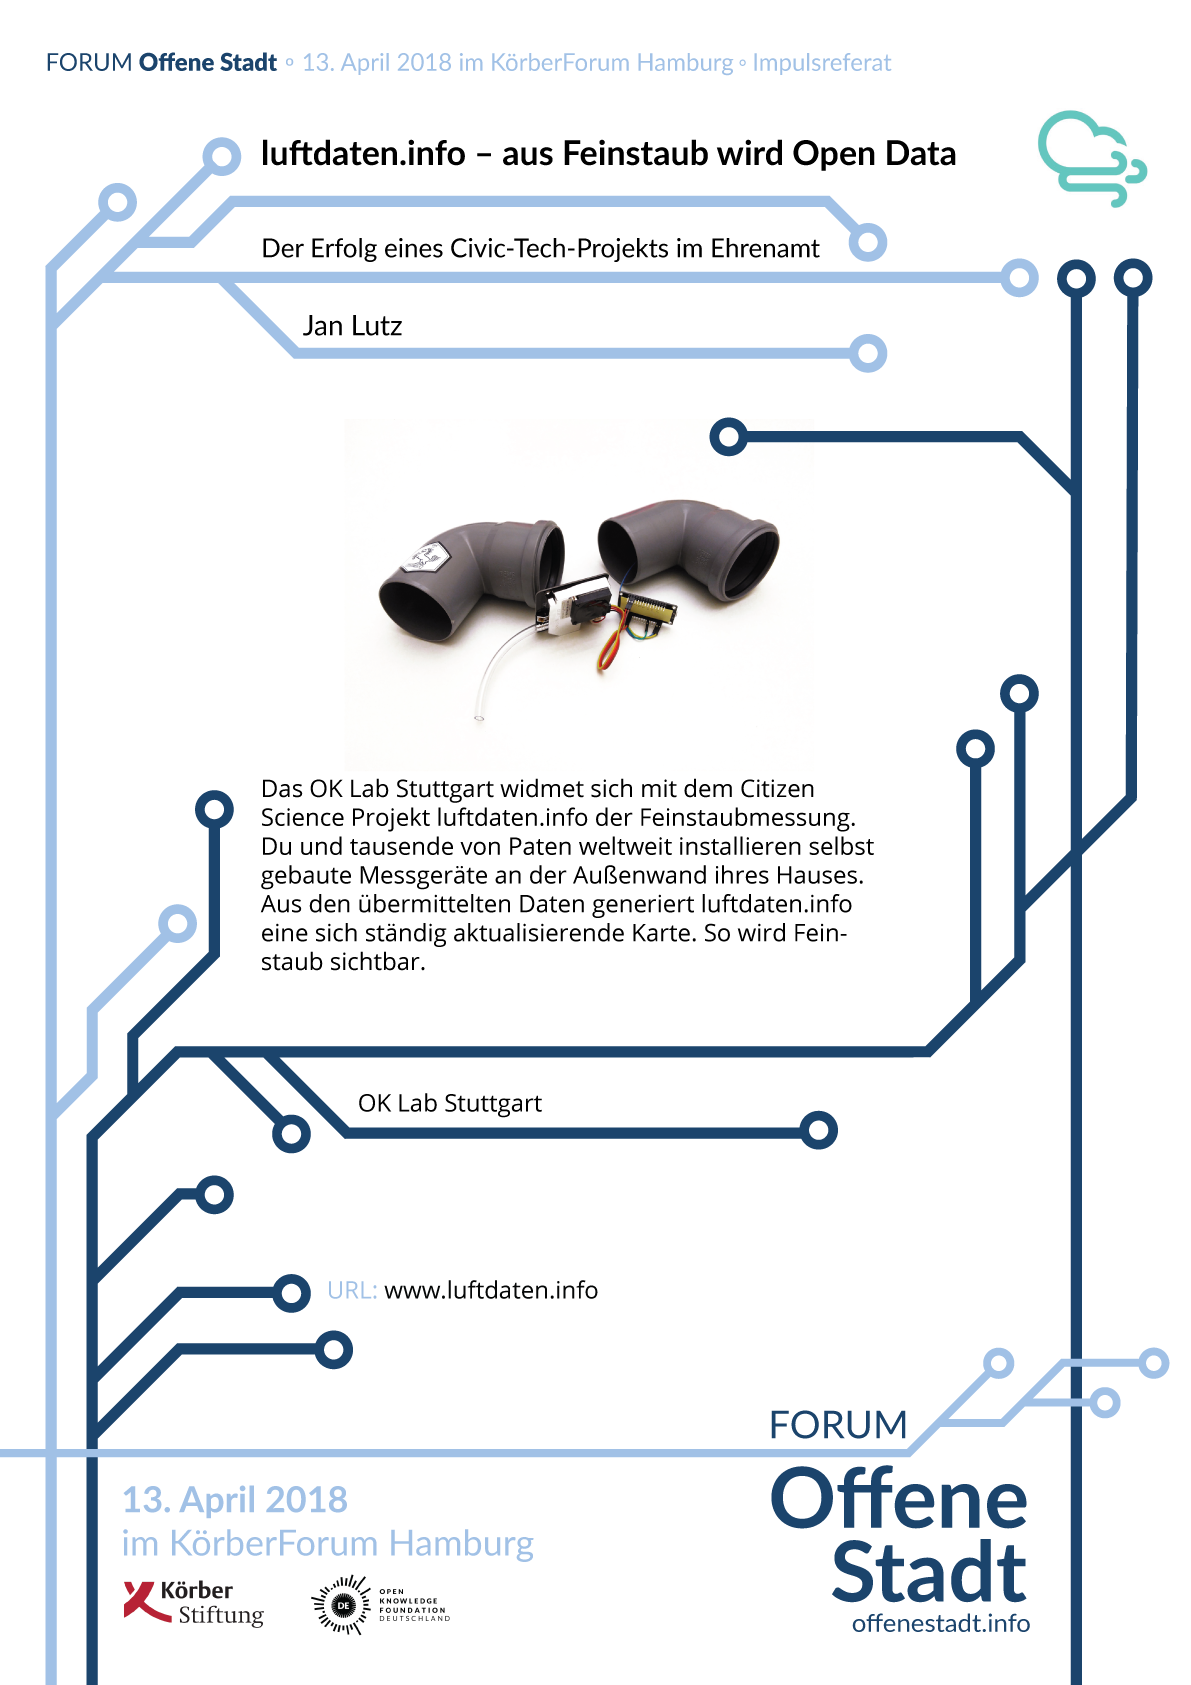 FORUM Offene Stadt ∘ 13. April 2018 im KörberForum Hamburg ∘ Impulsreferat
luftdaten.info – aus Feinstaub wird Open Data
Der Erfolg eines Civic-Tech-Projekts im Ehrenamt
Jan Lutz
Das OK Lab Stuttgart widmet sich mit dem Citizen
Science Projekt luftdaten.info der Feinstaubmessung.
Du und tausende von Paten weltweit installieren selbst
gebaute Messgeräte an der Außenwand ihres Hauses.
Aus den übermittelten Daten generiert luftdaten.info
eine sich ständig aktualisierende Karte. So wird Fein-
staub sichtbar.
OK Lab Stuttgart
URL: www.luftdaten.info
FORUM
Offene
Stadt
offenestadt.info
13. April 2018
im KörberForum Hamburg
Körber
Stiftung
DE
OPEN
KNOWLEDGE
FOUNDATION
DEUTSCHLAND